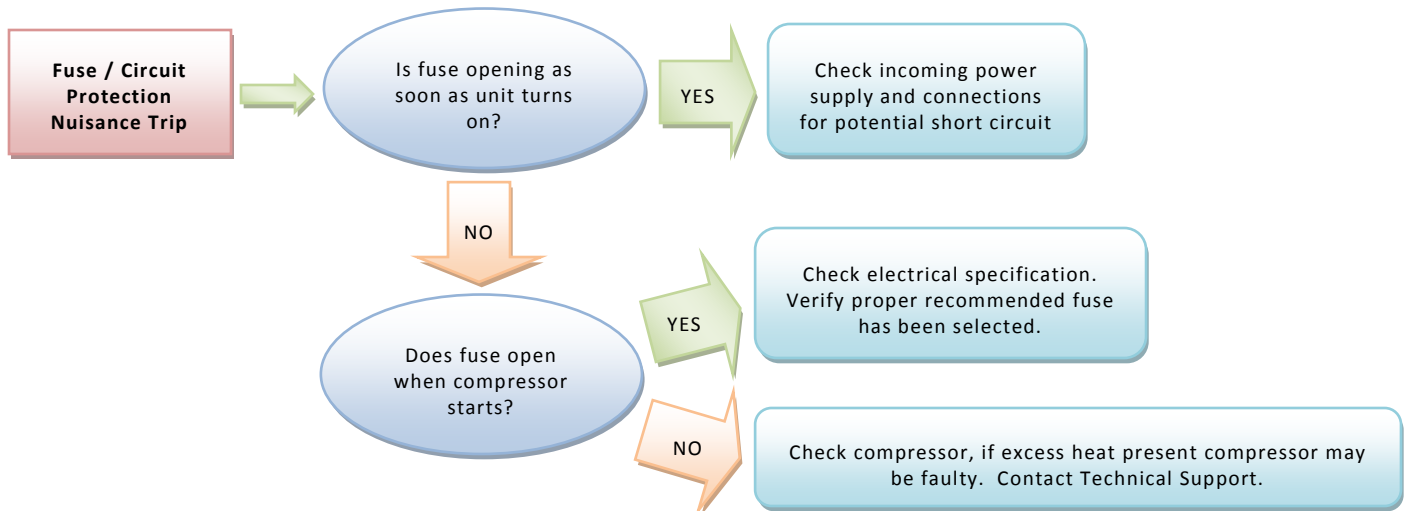 Fuse / Circuit
Protection
Nuisance Trip
Is fuse opening as
soon as unit turns
on?
YES
Check incoming power
supply and connections
for potential short circuit
NO
Does fuse open
when compressor
starts?
YES
Check electrical specification.
Verify proper recommended fuse
has been selected.
NO
Check compressor, if excess heat present compressor may
be faulty.  Contact Technical Support.